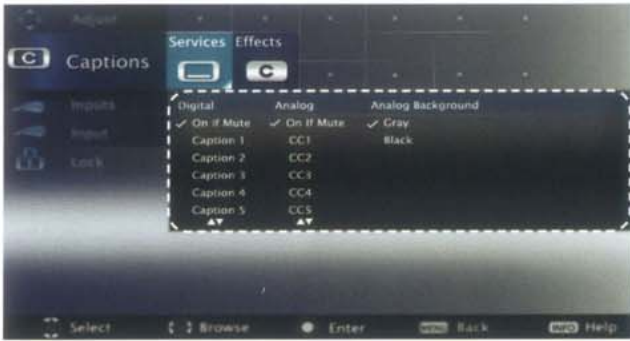 Adjust
Services Effects
C Captions
C
Digital Analog Analog Background
✓ On If Mute ✓ On If Mute ✓ Gray
Inputs
Caption 1 CC1 Black
Input
Caption 2 CC2
Lock
Caption 3 CC3
Caption 4 CC4
Caption 5 CC5
Select Browse Enter MENU Back INFO Help